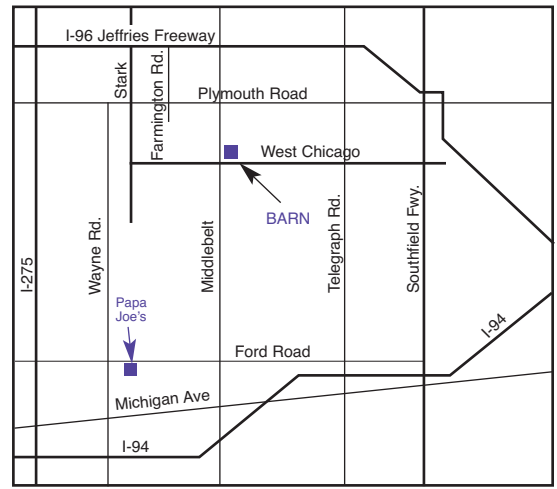 I-96 Jeffries Freeway
Stark
Farmington Rd.
Plymouth Road
West Chicago
BARN
I-275
Wayne Rd.
Middlebelt
Telegraph Rd.
Southfield Fwy.
Papa
Joe's
Ford Road
I-94
Michigan Ave
I-94